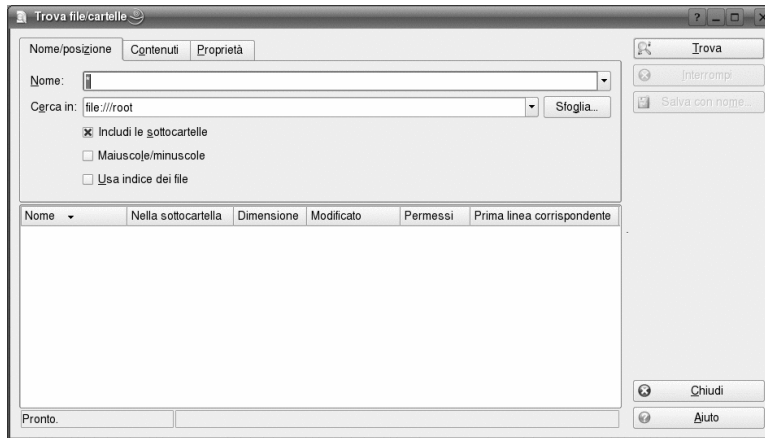 Trova file/cartelle
Nome/posizione Contenuti Proprietà
Nome:
Cerca in: file:///root Sfoglia...
Includi le sottocartelle
Maiuscole/minuscole
Usa indice dei file
Trova
Interrompi
Salva con nome...
Nome Nella sottocartella Dimensione Modificato Permessi Prima linea corrispondente
Chiudi
Aiuto
Pronto.